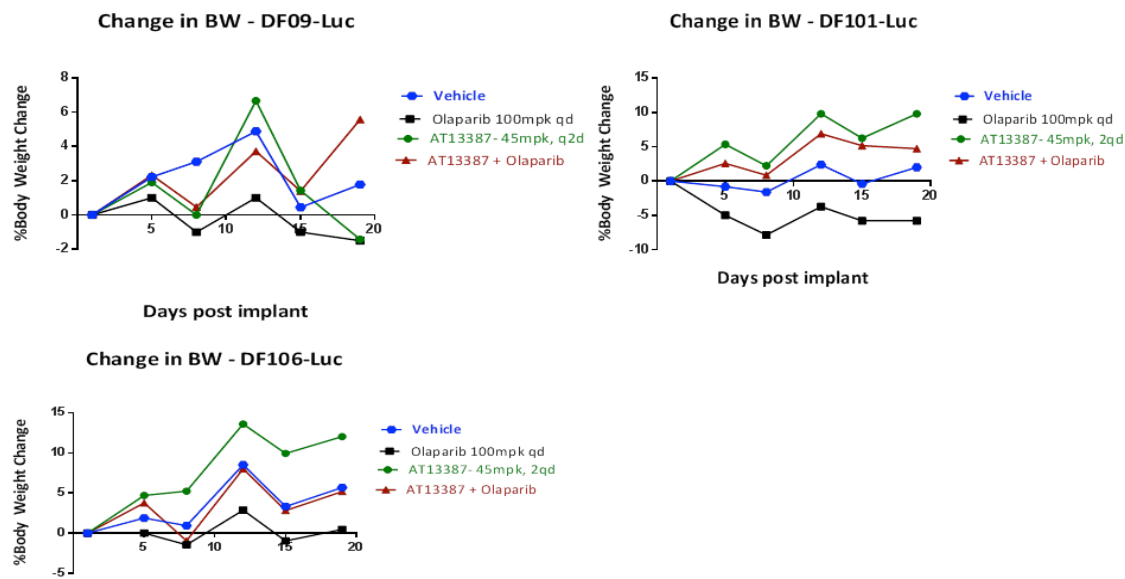 Change in BW - DF09-Luc
%Body Weight Change
8
6
4
2
0
-2
5
10
15
20
Vehicle
Olaparib 100mpk qd
AT13387- 45mpk, q2d
AT13387 + Olaparib
Days post implant
Change in BW - DF101-Luc
%Body Weight Change
15
10
5
0
-5
-10
5
10
15
20
Vehicle
Olaparib 100mpk qd
AT13387- 45mpk, 2qd
AT13387 + Olaparib
Days post implant
Change in BW - DF106-Luc
%Body Weight Change
15
10
5
0
-5
5
10
15
20
Vehicle
Olaparib 100mpk qd
AT13387- 45mpk, 2qd
AT13387 + Olaparib